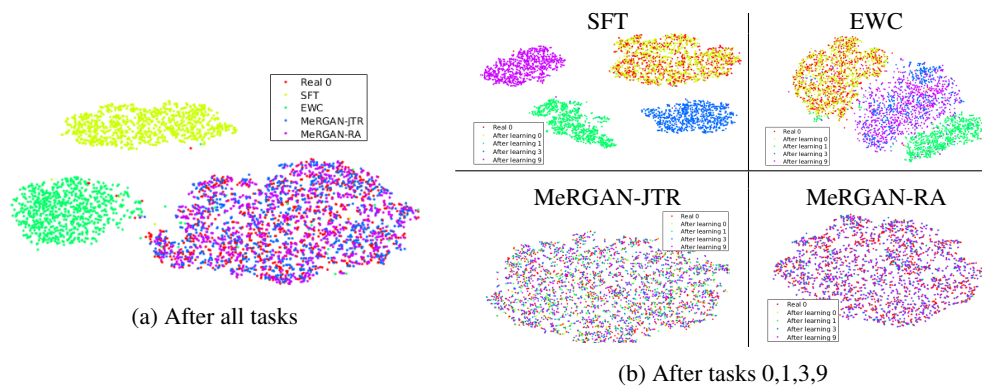 Real 0
SFT
EWC
MeRGAN-JTR
MeRGAN-RA
(a) After all tasks
SFT
Real 0
After learning 0
After learning 1
After learning 3
After learning 9
EWC
Real 0
After learning 0
After learning 1
After learning 3
After learning 9
MeRGAN-JTR
Real 0
After learning 0
After learning 1
After learning 3
After learning 9
MeRGAN-RA
Real 0
After learning 0
After learning 1
After learning 3
After learning 9
(b) After tasks 0,1,3,9